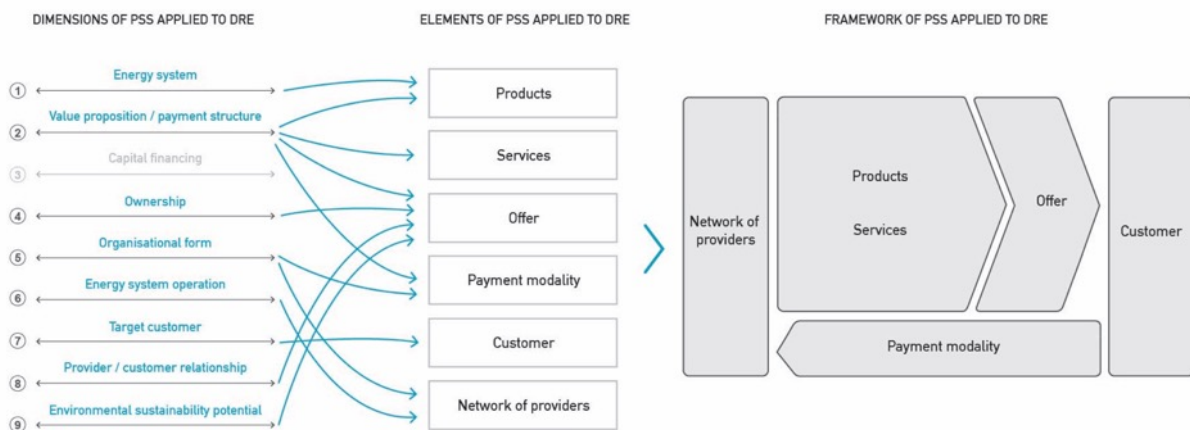 DIMENSIONS OF PSS APPLIED TO DRE
1
Energy system
2
Value proposition / payment structure
3
Capital financing
4
Ownership
5
Organisational form
6
Energy system operation
7
Target customer
8
Provider / customer relationship
9
Environmental sustainability potential
ELEMENTS OF PSS APPLIED TO DRE
Products
Services
Offer
Payment modality
Customer
Network of providers
FRAMEWORK OF PSS APPLIED TO DRE
Network of
providers
Products
Services
Offer
Customer
Payment modality